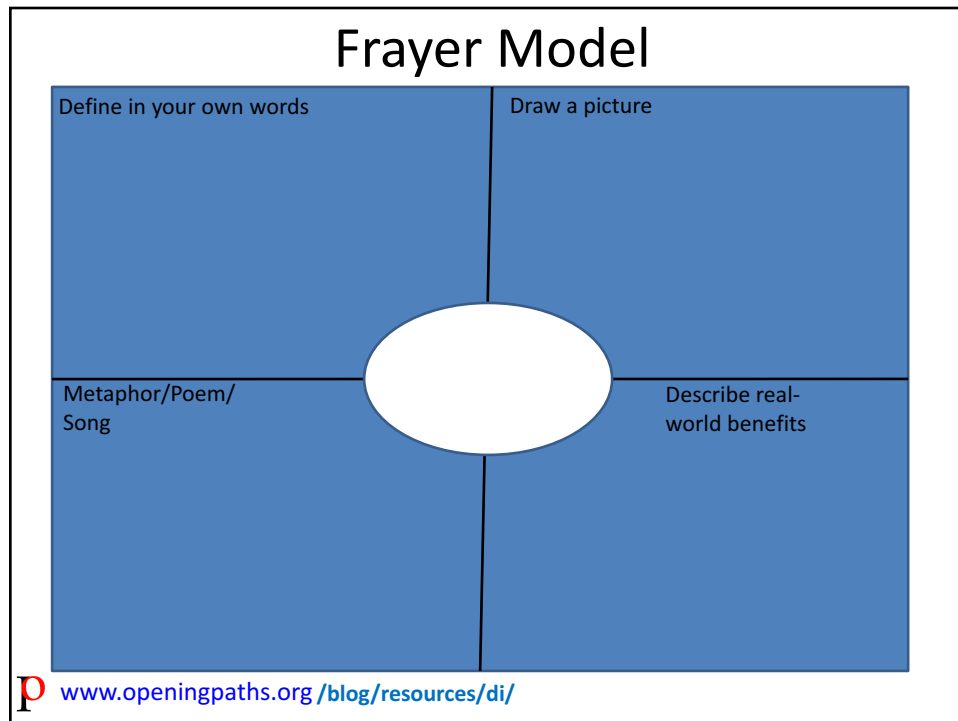 Frayer Model
Define in your own words
Draw a picture
Metaphor/Poem/
Song
Describe real-
world benefits
p www.openingpaths.org /blog/resources/di/